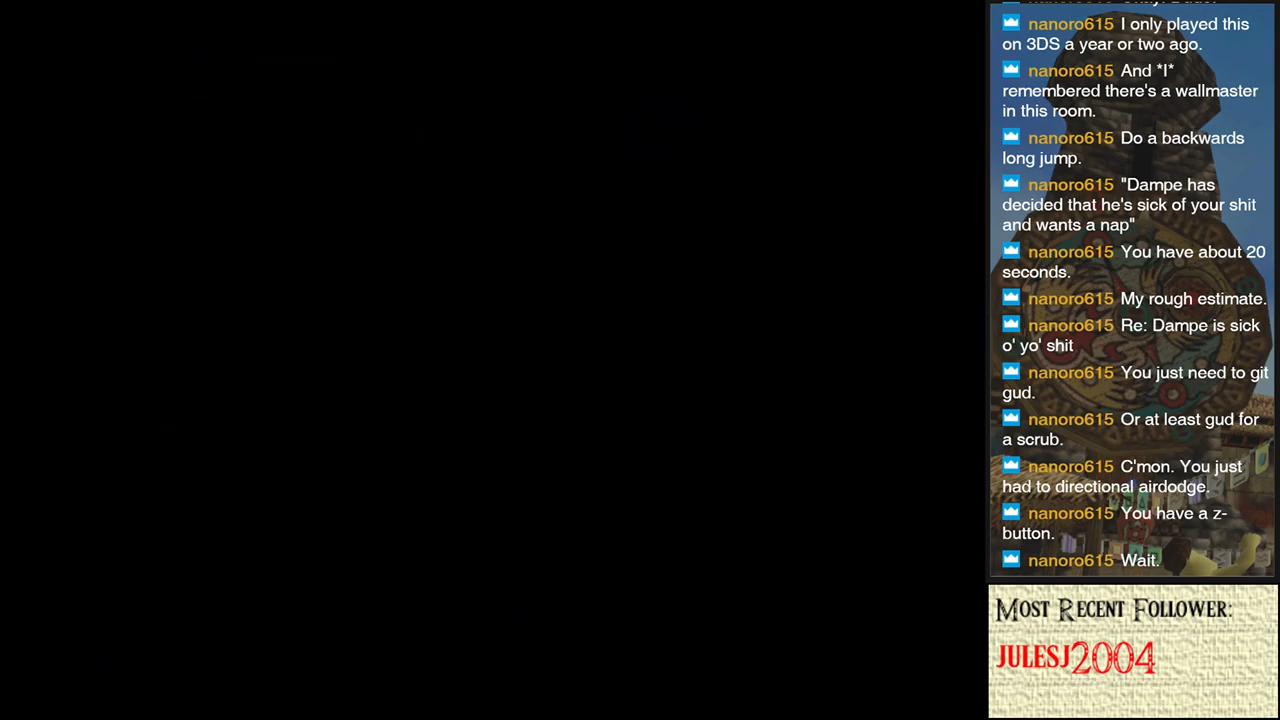 nanoro615 I only played this
on 3DS a year or two ago.
nanoro615 And *I*
remembered there's a wallmaster
in this room.
nanoro615 Do a backwards
long jump.
nanoro615 "Dampe has
decided that he's sick of your shit
and wants a nap"
nanoro615 You have about 20
seconds.
nanoro615 My rough estimate.
nanoro615 Re: Dampe is sick
o' yo' shit
nanoro615 You just need to git
gud.
nanoro615 Or at least gud for
a scrub.
nanoro615 C'mon. You just
had to directional airdodge.
nanoro615 You have a z-
button.
nanoro615 Wait.
Most Recent Follower:
julesj2004